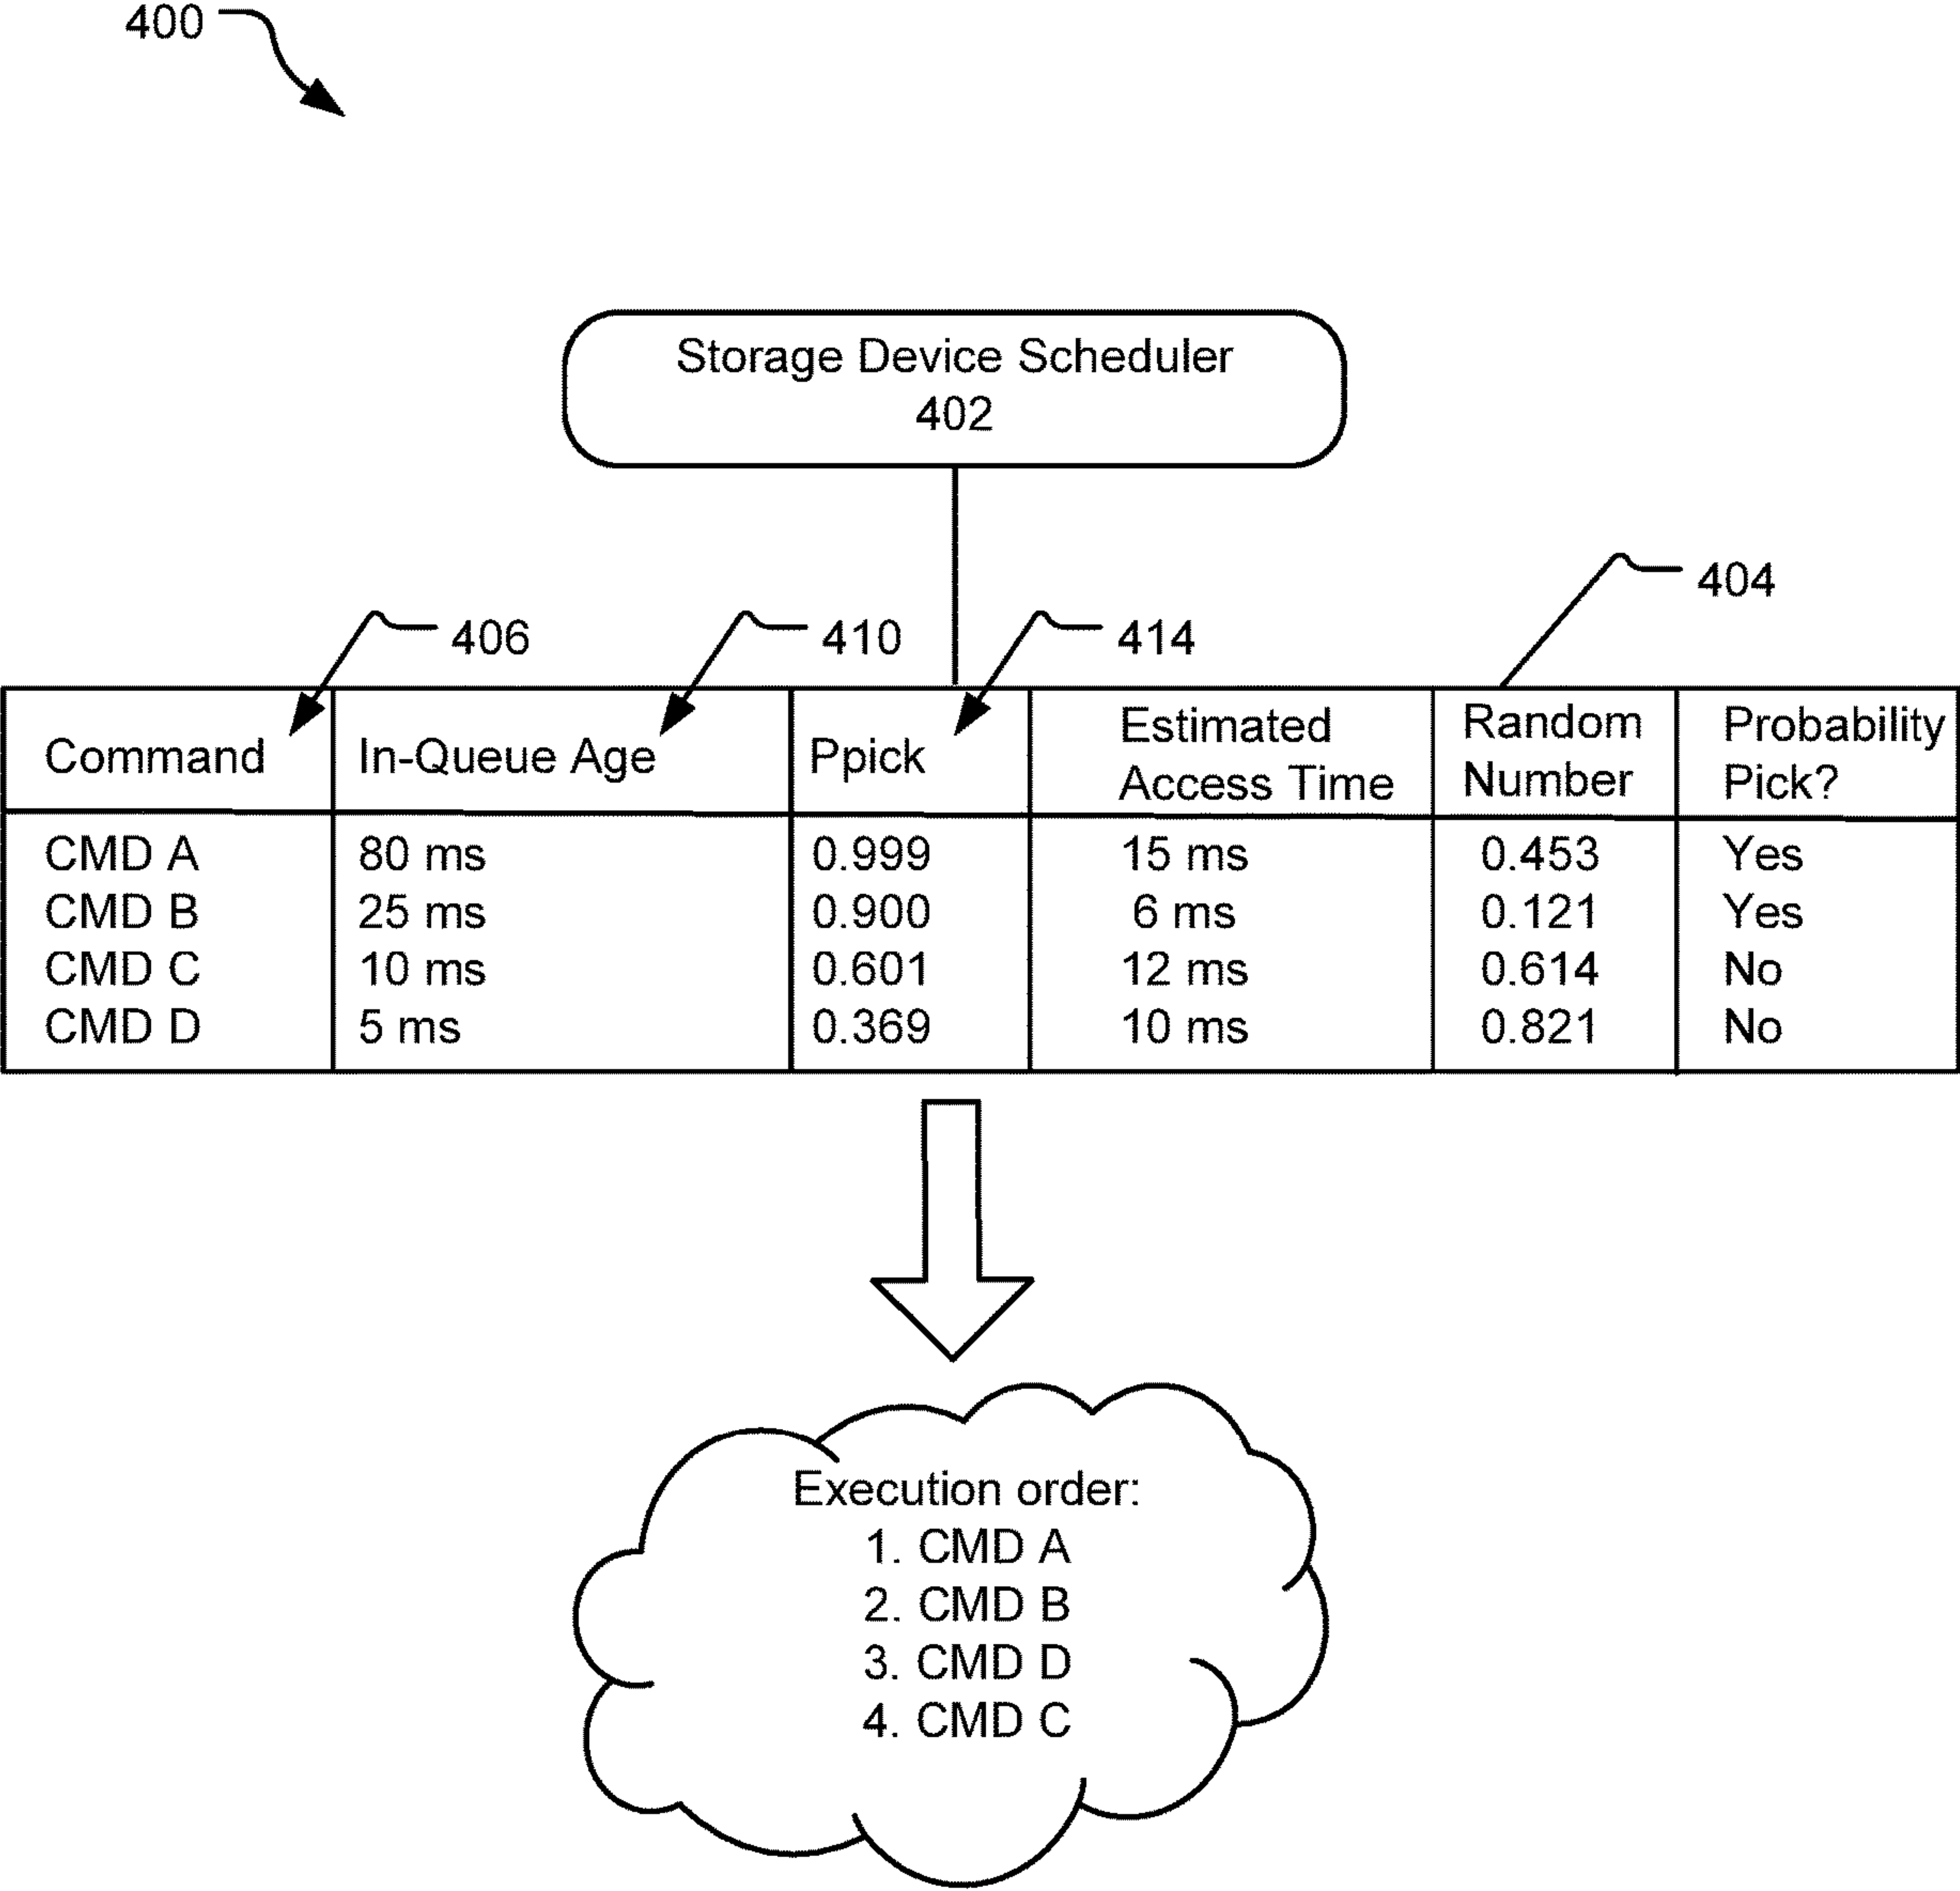 400
Storage Device Scheduler
402
404
406 410 414
Command In-Queue Age Ppick Estimated Access Time Random Number Probability Pick?
CMD A 80 ms 0.999 15 ms 0.453 Yes
CMD B 25 ms 0.900 6 ms 0.121 Yes
CMD C 10 ms 0.601 12 ms 0.614 No
CMD D 5 ms 0.369 10 ms 0.821 No
Execution order:
1. CMD A
2. CMD B
3. CMD D
4. CMD C